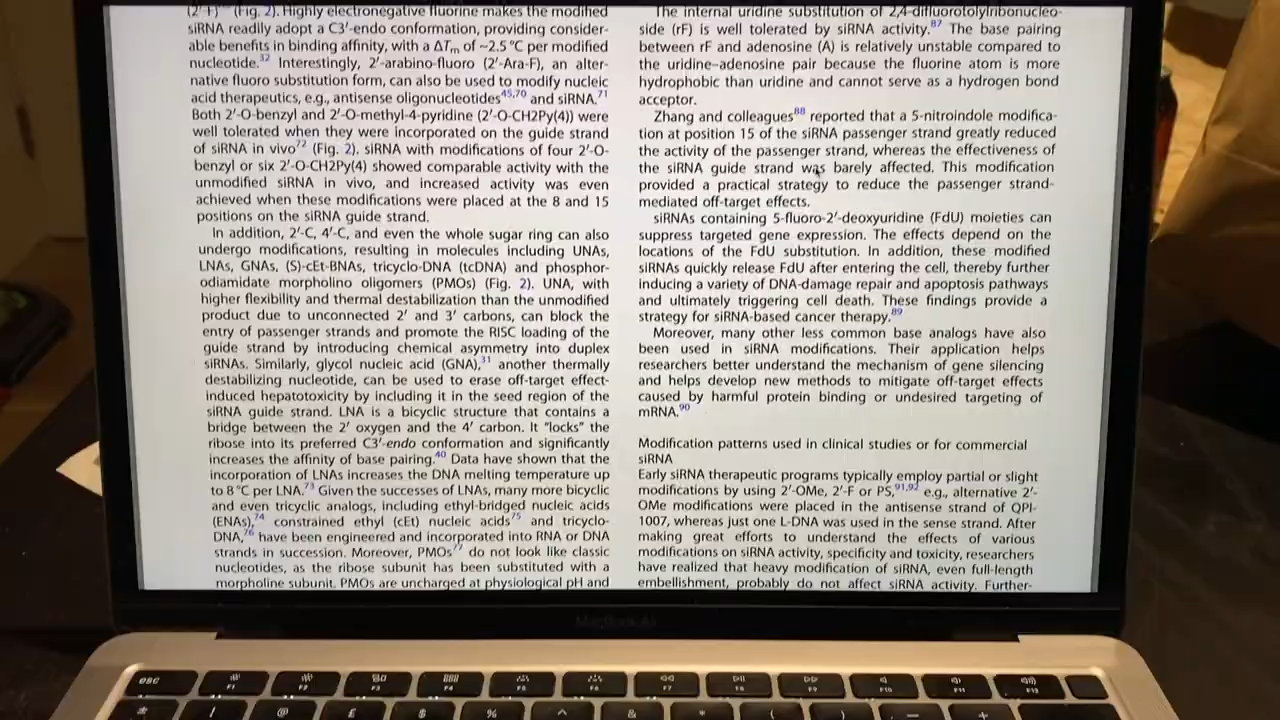 (2′-F)⁶⁹ (Fig. 2). Highly electronegative fluorine makes the modified
siRNA readily adopt a C3′-endo conformation, providing consider-
able benefits in binding affinity, with a ΔTm of ~2.5 °C per modified
nucleotide.³² Interestingly, 2′-arabino-fluoro (2′-Ara-F), an alter-
native fluoro substitution form, can also be used to modify nucleic
acid therapeutics, e.g., antisense oligonucleotides⁴⁵,⁷⁰ and siRNA.⁷¹
Both 2′-O-benzyl and 2′-O-methyl-4-pyridine (2′-O-CH2Py(4)) were
well tolerated when they were incorporated on the guide strand
of siRNA in vivo⁷² (Fig. 2). siRNA with modifications of four 2′-O-
benzyl or six 2′-O-CH2Py(4) showed comparable activity with the
unmodified siRNA in vivo, and increased activity was even
achieved when these modifications were placed at the 8 and 15
positions on the siRNA guide strand.
In addition, 2′-C, 4′-C, and even the whole sugar ring can also
undergo modifications, resulting in molecules including UNAs,
LNAs, GNAs, (S)-cEt-BNAs, tricyclo-DNA (tcDNA) and phosphor-
odiamidate morpholino oligomers (PMOs) (Fig. 2). UNA, with
higher flexibility and thermal destabilization than the unmodified
product due to unconnected 2′ and 3′ carbons, can block the
entry of passenger strands and promote the RISC loading of the
guide strand by introducing chemical asymmetry into duplex
siRNAs. Similarly, glycol nucleic acid (GNA),³¹ another thermally
destabilizing nucleotide, can be used to erase off-target effect-
induced hepatotoxicity by including it in the seed region of the
siRNA guide strand. LNA is a bicyclic structure that contains a
bridge between the 2′ oxygen and the 4′ carbon. It "locks" the
ribose into its preferred C3′-endo conformation and significantly
increases the affinity of base pairing.⁴⁰ Data have shown that the
incorporation of LNAs increases the DNA melting temperature up
to 8 °C per LNA.⁷³ Given the successes of LNAs, many more bicyclic
and even tricyclic analogs, including ethyl-bridged nucleic acids
(ENAs),⁷⁴ constrained ethyl (cEt) nucleic acids⁷⁵ and tricyclo-
DNA,⁷⁶ have been engineered and incorporated into RNA or DNA
strands in succession. Moreover, PMOs⁷⁷ do not look like classic
nucleotides, as the ribose subunit has been substituted with a
morpholine subunit. PMOs are uncharged at physiological pH and
The internal uridine substitution of 2,4-difluorotolylribonucleo-
side (rF) is well tolerated by siRNA activity.⁸⁷ The base pairing
between rF and adenosine (A) is relatively unstable compared to
the uridine–adenosine pair because the fluorine atom is more
hydrophobic than uridine and cannot serve as a hydrogen bond
acceptor.
Zhang and colleagues⁸⁸ reported that a 5-nitroindole modifica-
tion at position 15 of the siRNA passenger strand greatly reduced
the activity of the passenger strand, whereas the effectiveness of
the siRNA guide strand was barely affected. This modification
provided a practical strategy to reduce the passenger strand-
mediated off-target effects.
siRNAs containing 5-fluoro-2′-deoxyuridine (FdU) moieties can
suppress targeted gene expression. The effects depend on the
locations of the FdU substitution. In addition, these modified
siRNAs quickly release FdU after entering the cell, thereby further
inducing a variety of DNA-damage repair and apoptosis pathways
and ultimately triggering cell death. These findings provide a
strategy for siRNA-based cancer therapy.⁸⁹
Moreover, many other less common base analogs have also
been used in siRNA modifications. Their application helps
researchers better understand the mechanism of gene silencing
and helps develop new methods to mitigate off-target effects
caused by harmful protein binding or undesired targeting of
mRNA.⁹⁰
Modification patterns used in clinical studies or for commercial
siRNA
Early siRNA therapeutic programs typically employ partial or slight
modifications by using 2′-OMe, 2′-F or PS,⁹¹,⁹² e.g., alternative 2′-
OMe modifications were placed in the antisense strand of QPI-
1007, whereas just one L-DNA was used in the sense strand. After
making great efforts to understand the effects of various
modifications on siRNA activity, specificity and toxicity, researchers
have realized that heavy modification of siRNA, even full-length
embellishment, probably do not affect siRNA activity. Further-
MacBook Air
esc F1 F2 F3 F4 F5 F6 F7 F8 F9 F10 F11 F12
± ! @ £ $ % ^ & * ( ) — +